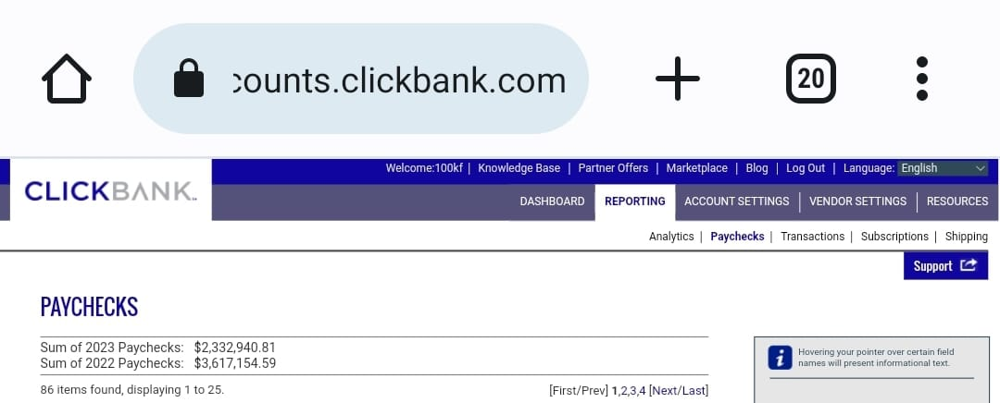 counts.clickbank.com
20
Welcome:100kf | Knowledge Base | Partner Offers | Marketplace | Blog | Log Out | Language: English
CLICKBANK™
DASHBOARD REPORTING ACCOUNT SETTINGS VENDOR SETTINGS RESOURCES
Analytics | Paychecks | Transactions | Subscriptions | Shipping
Support
PAYCHECKS
Sum of 2023 Paychecks: $2,332,940.81
Sum of 2022 Paychecks: $3,617,154.59
86 items found, displaying 1 to 25.
[First/Prev] 1,2,3,4 [Next/Last]
i
Hovering your pointer over certain field
names will present informational text.